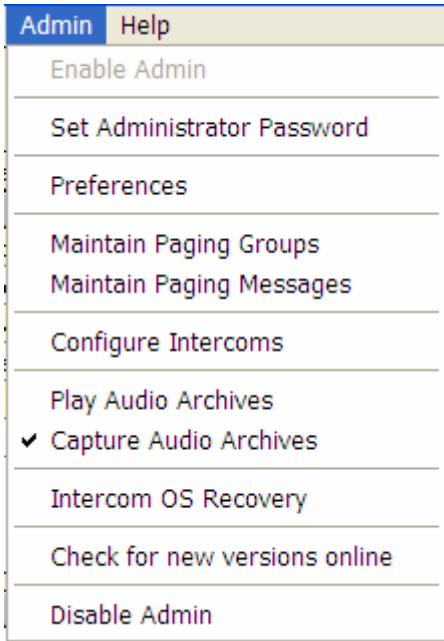 Admin Help
Enable Admin
Set Administrator Password
Preferences
Maintain Paging Groups
Maintain Paging Messages
Configure Intercoms
Play Audio Archives
Capture Audio Archives
Intercom OS Recovery
Check for new versions online
Disable Admin